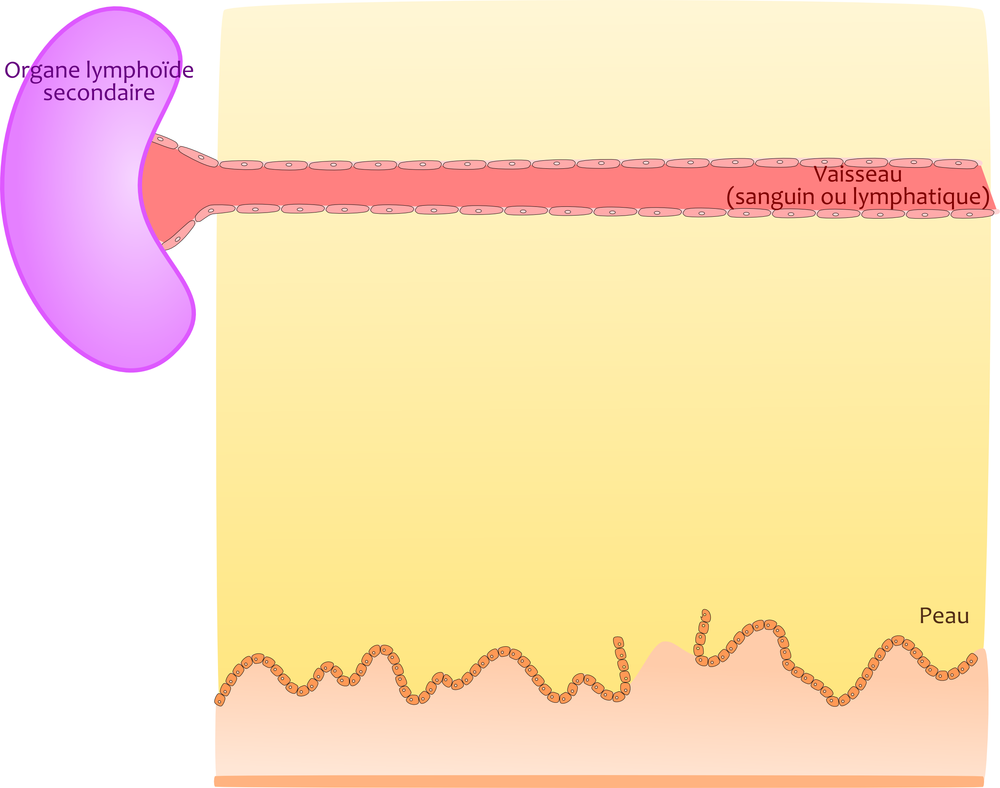 Organe lymphoïde
secondaire
Vaisseau
(sanguin ou lymphatique)
Peau